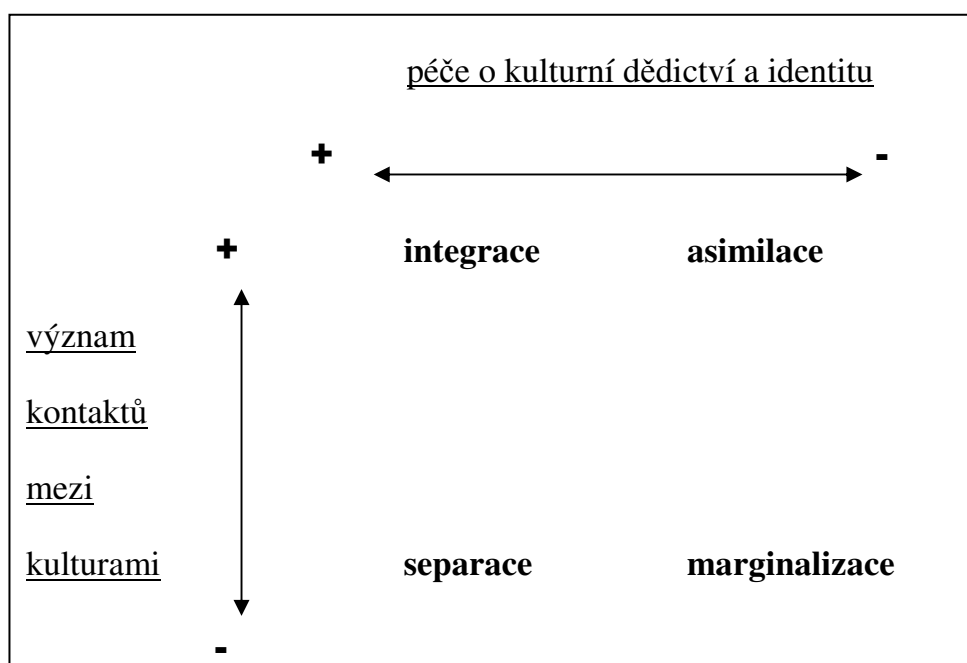 péče o kulturní dědictví a identitu
+ -
+ integrace asimilace
význam
kontaktů
mezi
kulturami separace marginalizace
-